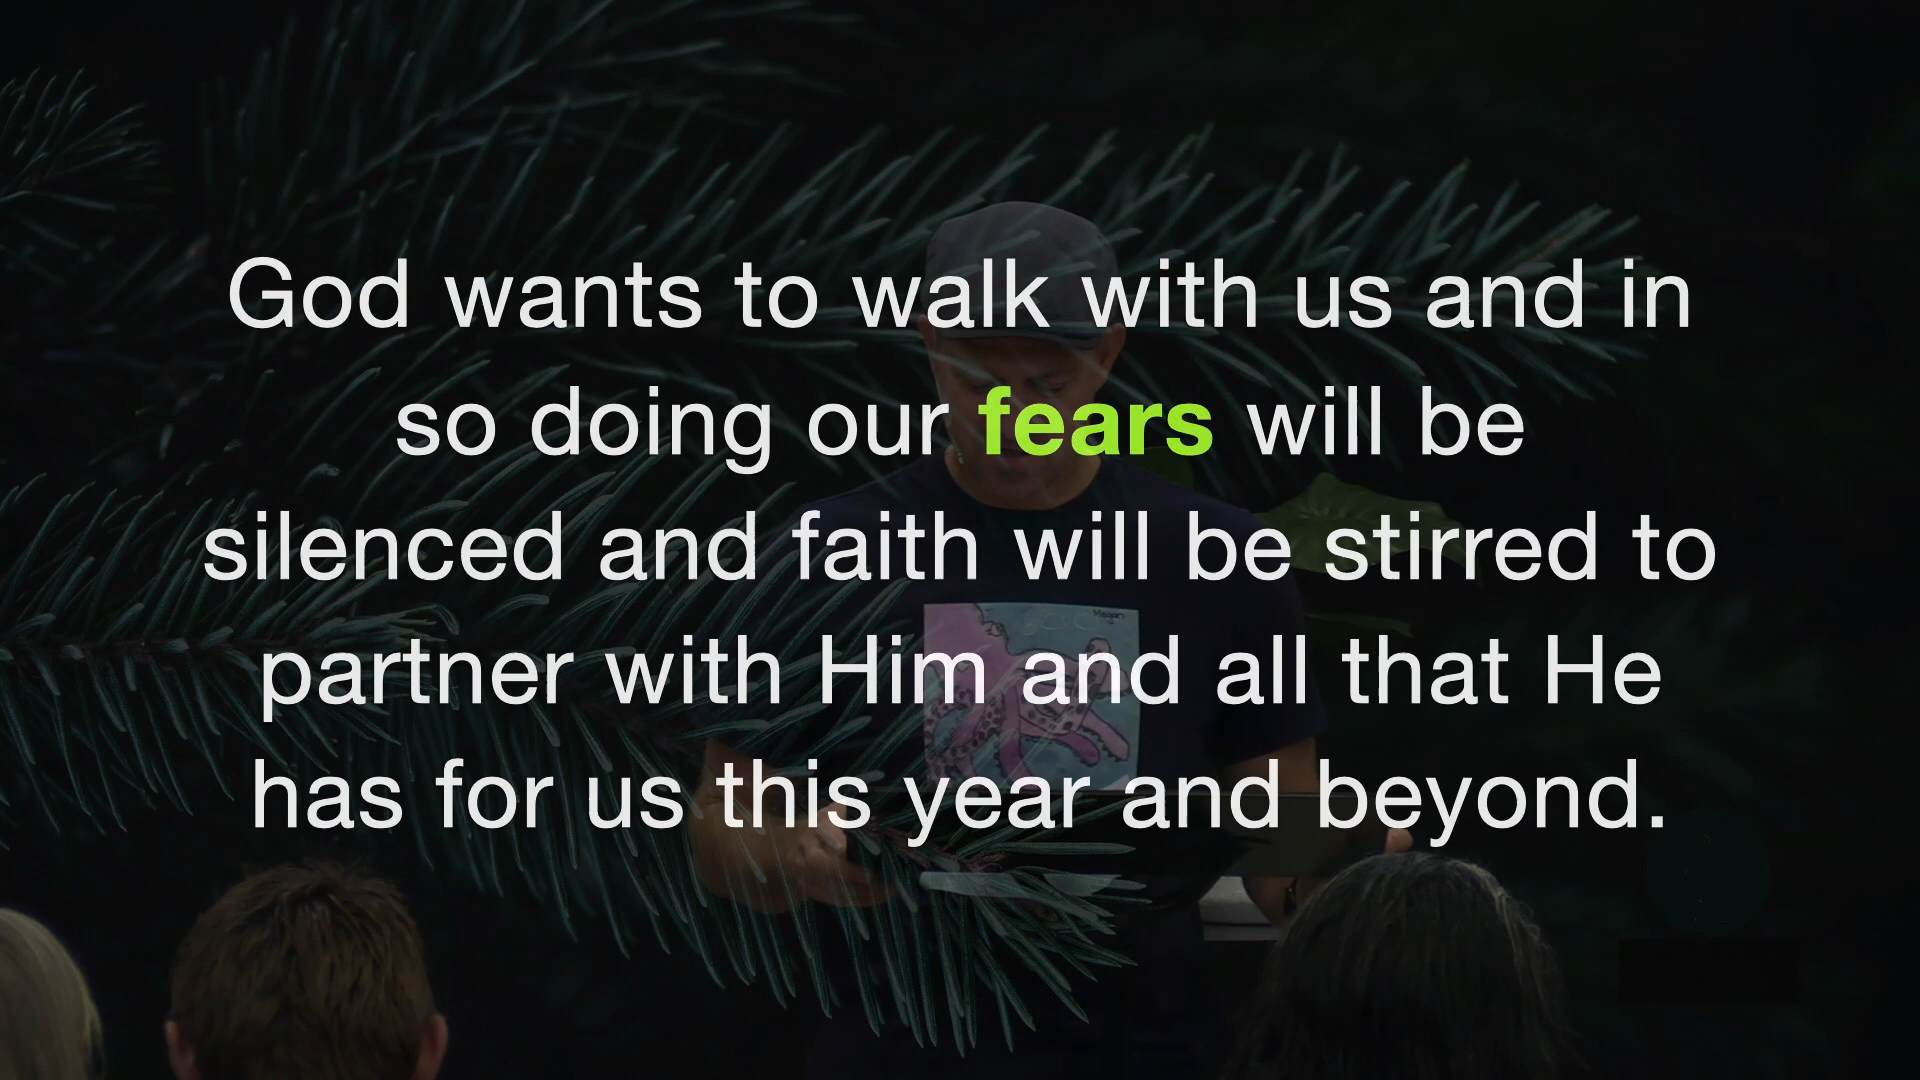 God wants to walk with us and in
so doing our fears will be
silenced and faith will be stirred to
partner with Him and all that He
has for us this year and beyond.
Megan